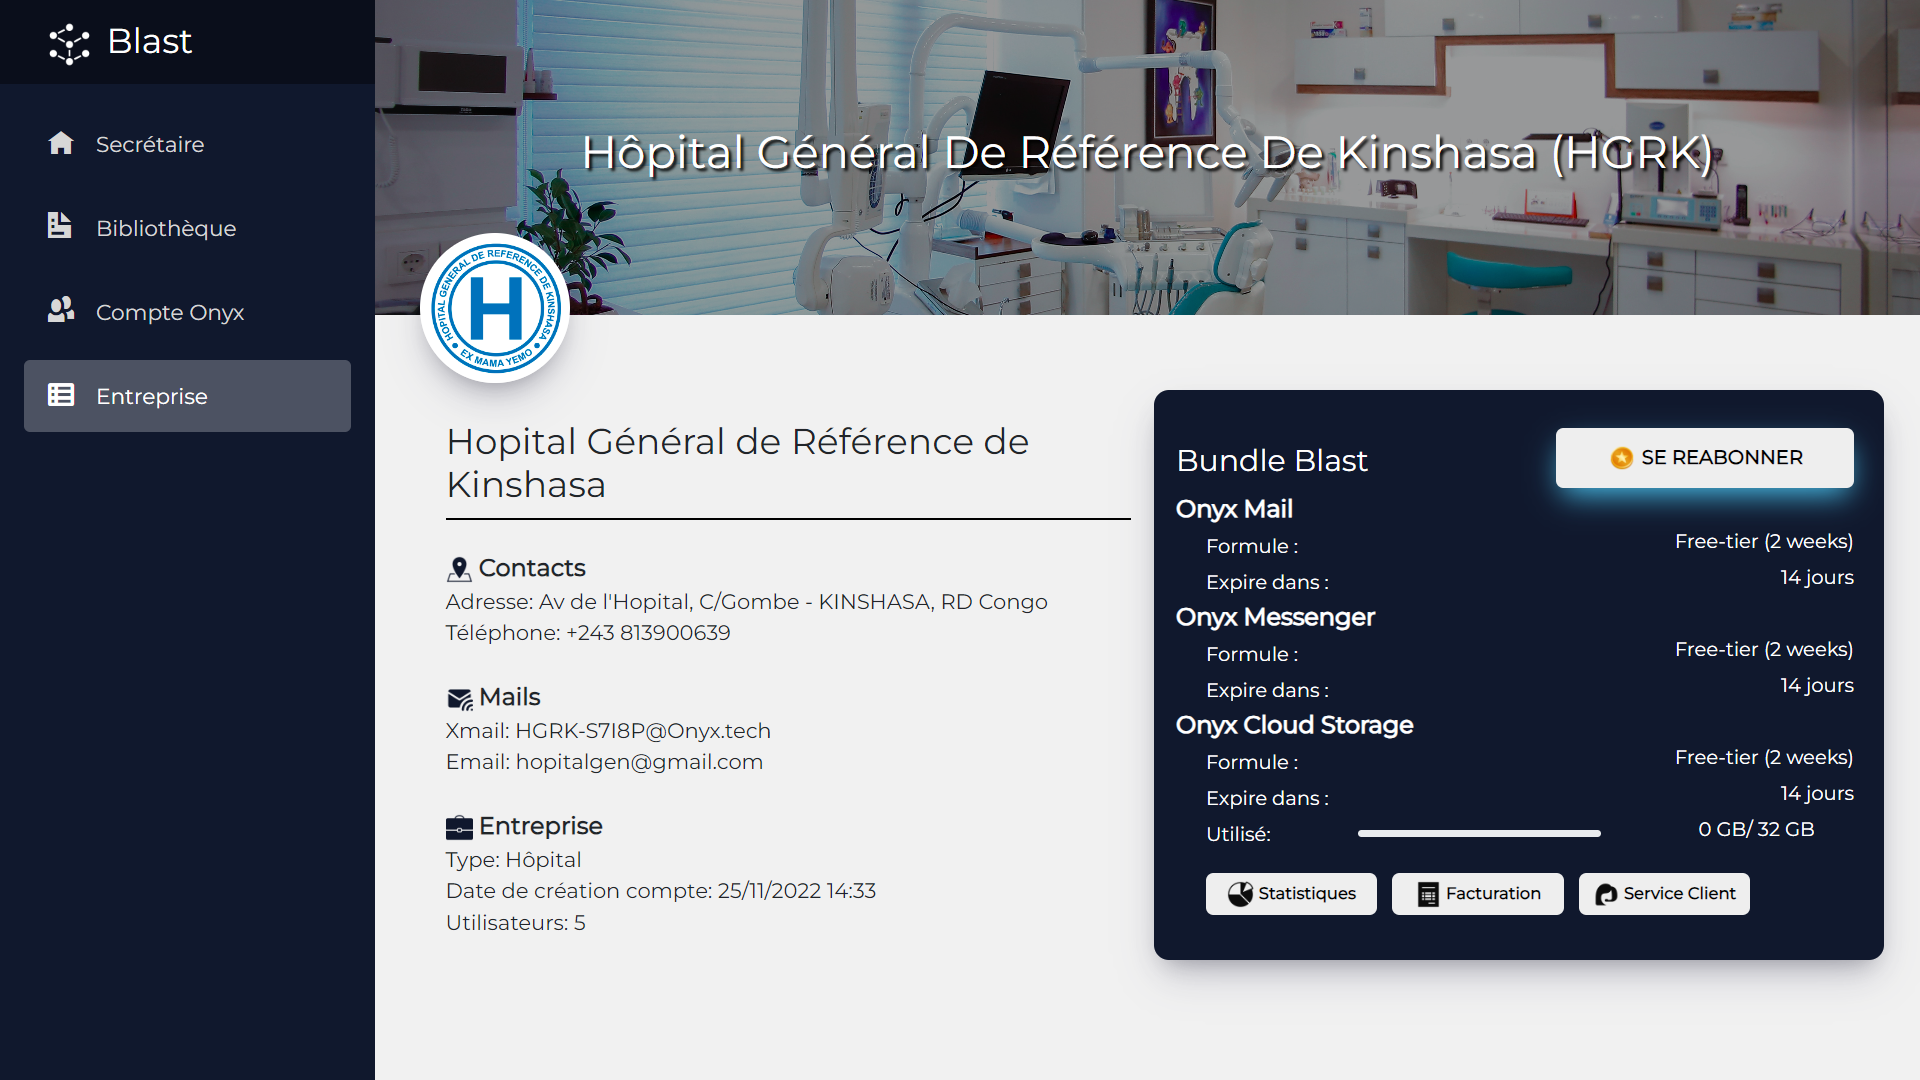 Blast
Secrétaire
Bibliothèque
Compte Onyx
Entreprise
Hôpital Général De Référence De Kinshasa (HGRK)
HOPITAL GENERAL DE REFERENCE DE KINSHASA
EX MAMA YEMO
Hopital Général de Référence de
Kinshasa
Contacts
Adresse: Av de l'Hopital, C/Gombe - KINSHASA, RD Congo
Téléphone: +243 813900639
Mails
Xmail: HGRK-S7I8P@Onyx.tech
Email: hopitalgen@gmail.com
Entreprise
Type: Hôpital
Date de création compte: 25/11/2022 14:33
Utilisateurs: 5
Bundle Blast
SE REABONNER
Onyx Mail
Formule : Free-tier (2 weeks)
Expire dans : 14 jours
Onyx Messenger
Formule : Free-tier (2 weeks)
Expire dans : 14 jours
Onyx Cloud Storage
Formule : Free-tier (2 weeks)
Expire dans : 14 jours
Utilisé: 0 GB/ 32 GB
Statistiques
Facturation
Service Client